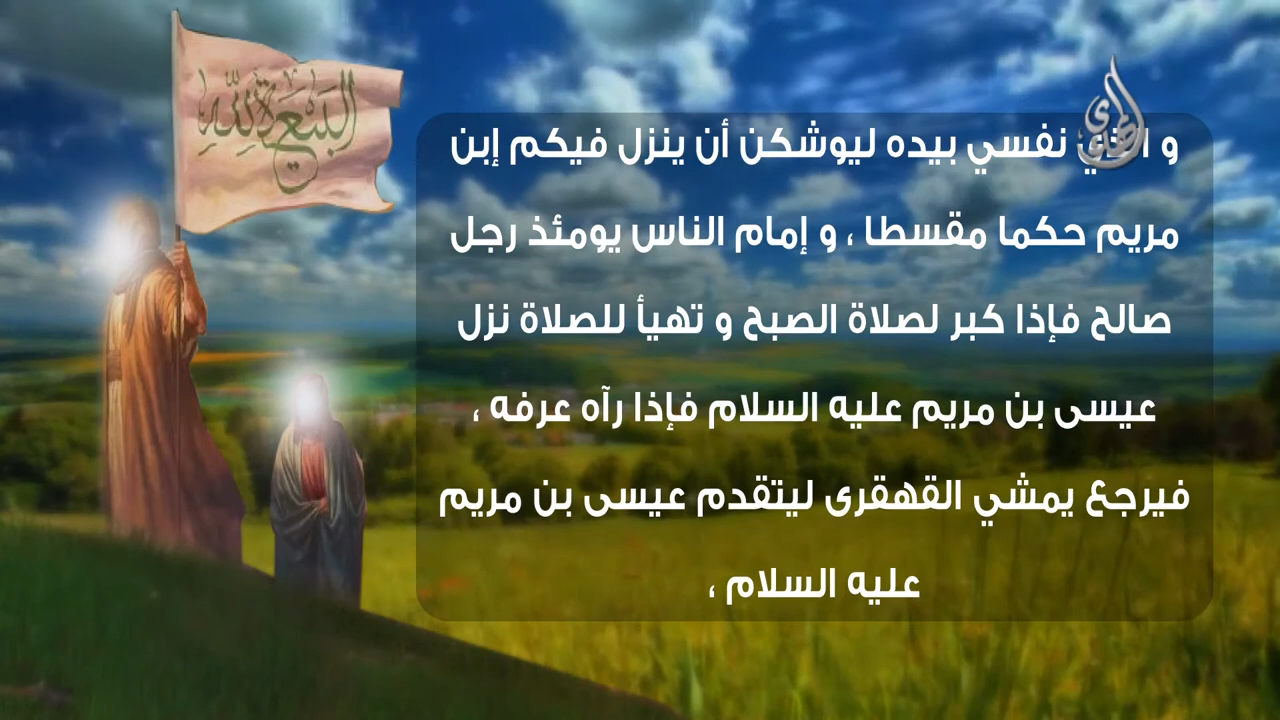 البيعة لله
و الذي نفسي بيده ليوشكن أن ينزل فيكم إبن
مريم حكما مقسطا ، و إمام الناس يومئذ رجل
صالح فإذا كبر لصلاة الصبح و تهيأ للصلاة نزل
عيسى بن مريم عليه السلام فإذا رآه عرفه ،
فيرجع يمشي القهقرى ليتقدم عيسى بن مريم
عليه السلام ،